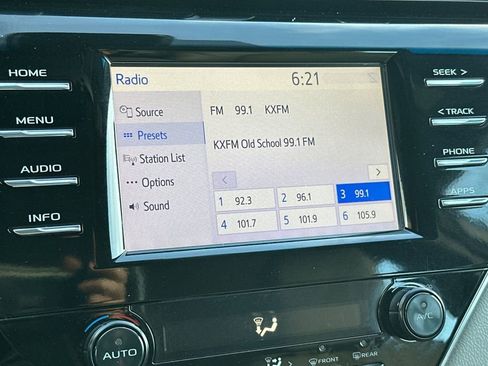 HOME
MENU
AUDIO
INFO
Radio 6:21
Source
Presets
Station List
Options
Sound
FM 99.1 KXFM
KXFM Old School 99.1 FM
< >
1 92.3 2 96.1 3 99.1
4 101.7 5 101.9 6 105.9
SEEK >
< TRACK
PHONE
APPS
AUTO
A/C
FRONT REAR